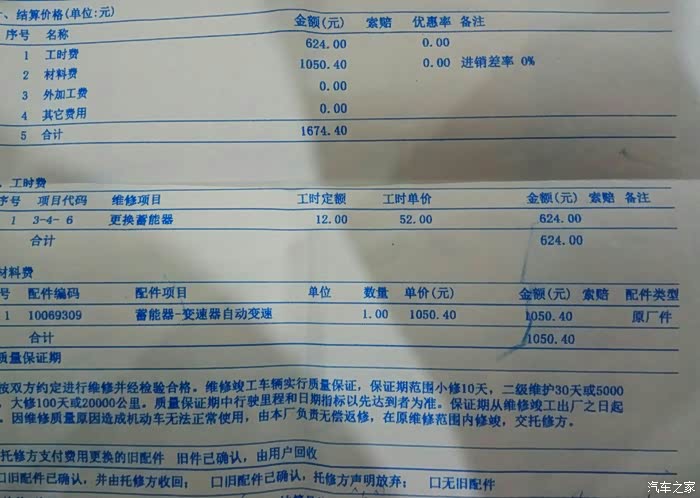 、结算价格(单位:元)
序号 名称 金额(元) 索赔 优惠率 备注
1 工时费 624.00 0.00
2 材料费 1050.40 0.00 进销差率 0%
3 外加工费 0.00
4 其它费用 0.00
5 合计 1674.40
、工时费
序号 项目代码 维修项目 工时定额 工时单价 金额(元) 索赔 备注
1 3-4- 6 更换蓄能器 12.00 52.00 624.00
合计 624.00
材料费
号 配件编码 配件项目 单位 数量 单价(元) 金额(元) 索赔 配件类型
1 10069309 蓄能器-变速器自动变速 1.00 1050.40 1050.40 原厂件
合计 1050.40
质量保证期
按双方约定进行维修并经检验合格。维修竣工车辆实行质量保证，保证期范围小修10天，二级维护30天或5000
，大修100天或20000公里。质量保证期中行驶里程和日期指标以先达到者为准。保证期从维修竣工出厂之日起
。因维修质量原因造成机动车无法正常使用，由本厂负责无偿返修，在原维修范围内修竣，交托修方。
托修方支付费用更换的旧配件 旧件已确认，由用户回收
口旧配件已确认，并由托修方收回； 口旧配件已确认，托修方声明放弃； 口无旧配件
汽车之家